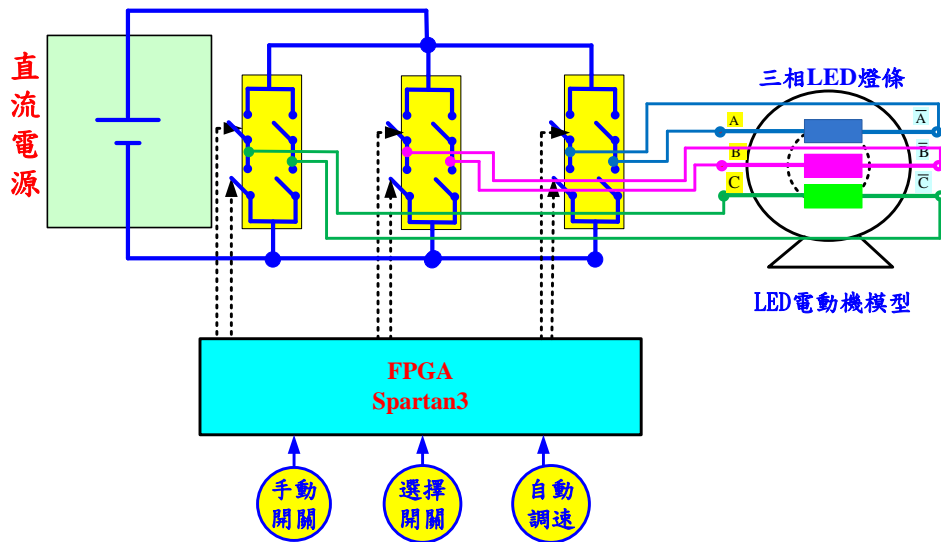 直流電源
三相LED燈條
A
A̅
B
B̅
C
C̅
LED電動機模型
FPGA
Spartan3
手動
開關
選擇
開關
自動
調速